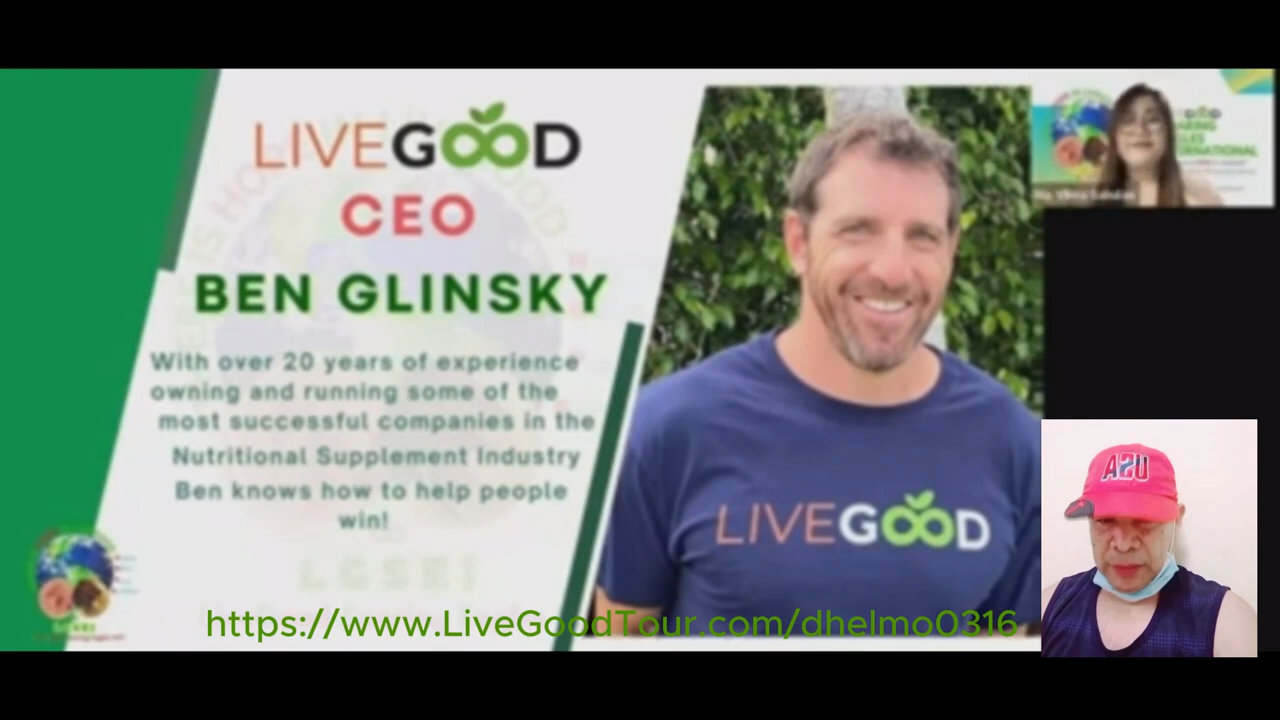 LIVEGOOD
CEO
BEN GLINSKY
With over 20 years of experience
owning and running some of the
most successful companies in the
Nutritional Supplement Industry
Ben knows how to help people
win!
LGSEI
https://www.LiveGoodTour.com/dhelmo0316
LIVEGOOD